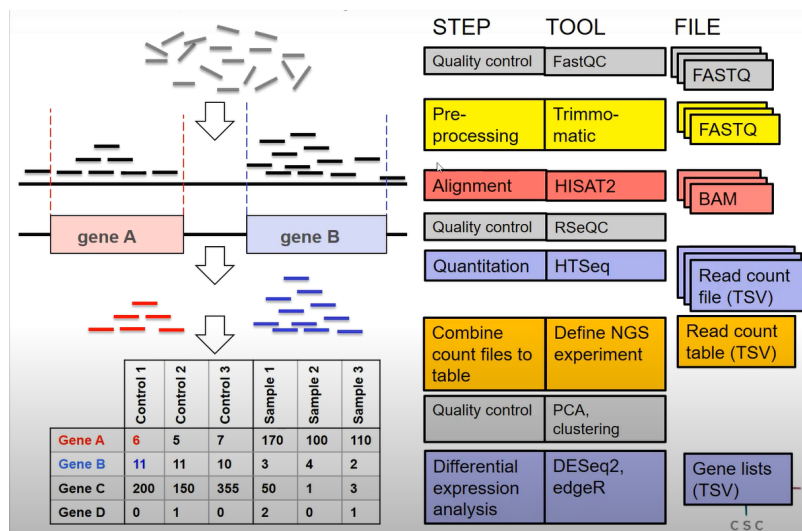 STEP TOOL FILE
Quality control FastQC FASTQ
Pre-
processing
Trimmo-
matic
FASTQ
Alignment HISAT2 BAM
Quality control RSeQC
Quantitation HTSeq
Read count
file (TSV)
Combine
count files to
table
Define NGS
experiment
Read count
table (TSV)
Quality control
PCA,
clustering
Differential
expression
analysis
DESeq2,
edgeR
Gene lists
(TSV)
CSC
gene A gene B
Control 1 Control 2 Control 3 Sample 1 Sample 2 Sample 3
Gene A 6 5 7 170 100 110
Gene B 11 11 10 3 4 2
Gene C 200 150 355 50 1 3
Gene D 0 1 0 2 0 1